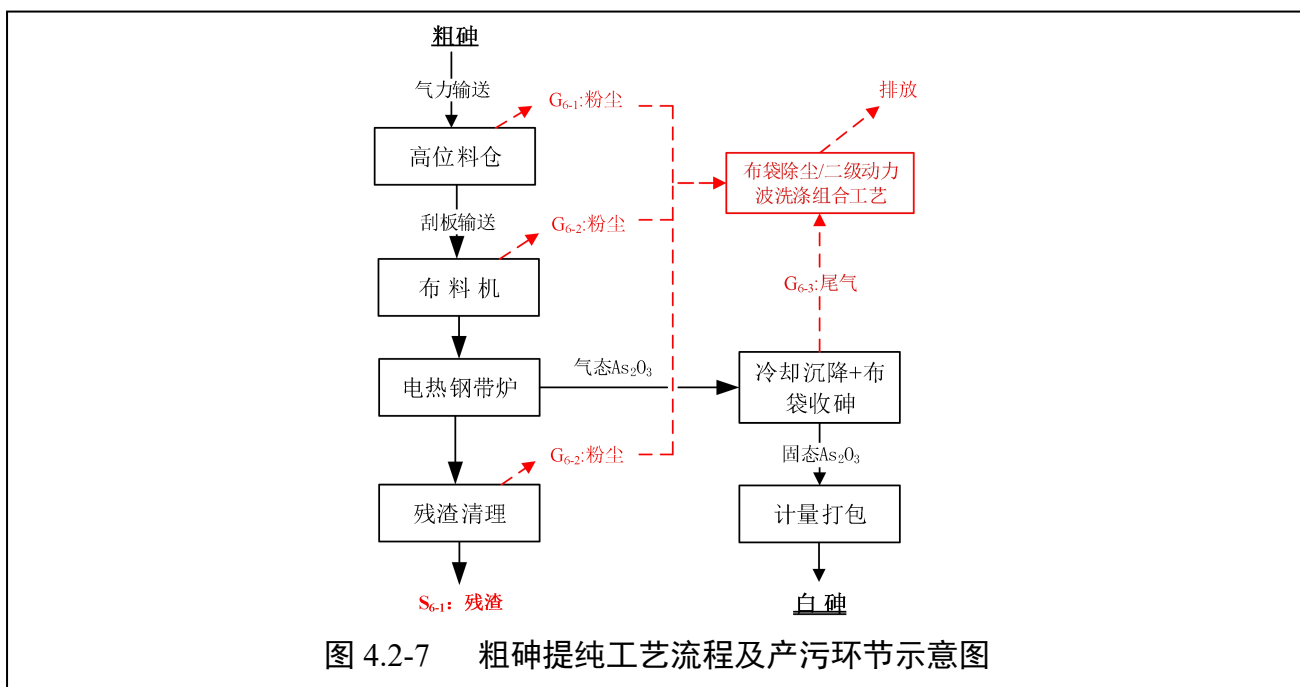 粗砷
气力输送
G6-1:粉尘
排放
高位料仓
布袋除尘/二级动力
波洗涤组合工艺
刮板输送
G6-2:粉尘
布 料 机
G6-3:尾气
气态As₂O₃
电热钢带炉
冷却沉降+布
袋收砷
G6-2:粉尘
固态As₂O₃
残渣清理
计量打包
S6-1：残渣
白 砷
图 4.2-7 粗砷提纯工艺流程及产污环节示意图